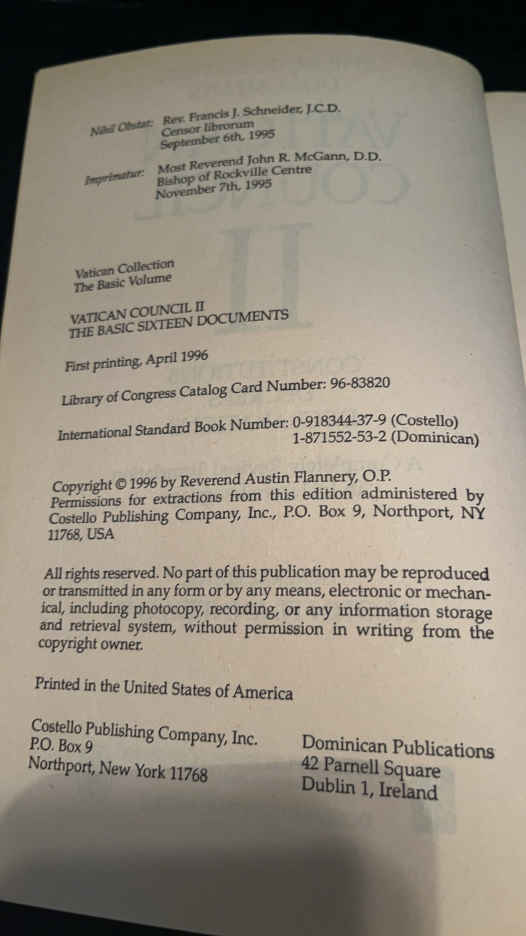 Nihil Obstat: Rev. Francis J. Schneider, J.C.D.
Censor librorum
September 6th, 1995
Imprimatur: Most Reverend John R. McGann, D.D.
Bishop of Rockville Centre
November 7th, 1995
Vatican Collection
The Basic Volume
VATICAN COUNCIL II
THE BASIC SIXTEEN DOCUMENTS
First printing, April 1996
Library of Congress Catalog Card Number: 96-83820
International Standard Book Number: 0-918344-37-9 (Costello)
1-871552-53-2 (Dominican)
Copyright © 1996 by Reverend Austin Flannery, O.P.
Permissions for extractions from this edition administered by
Costello Publishing Company, Inc., P.O. Box 9, Northport, NY
11768, USA
All rights reserved. No part of this publication may be reproduced
or transmitted in any form or by any means, electronic or mechan-
ical, including photocopy, recording, or any information storage
and retrieval system, without permission in writing from the
copyright owner.
Printed in the United States of America
Costello Publishing Company, Inc.
P.O. Box 9
Northport, New York 11768
Dominican Publications
42 Parnell Square
Dublin 1, Ireland